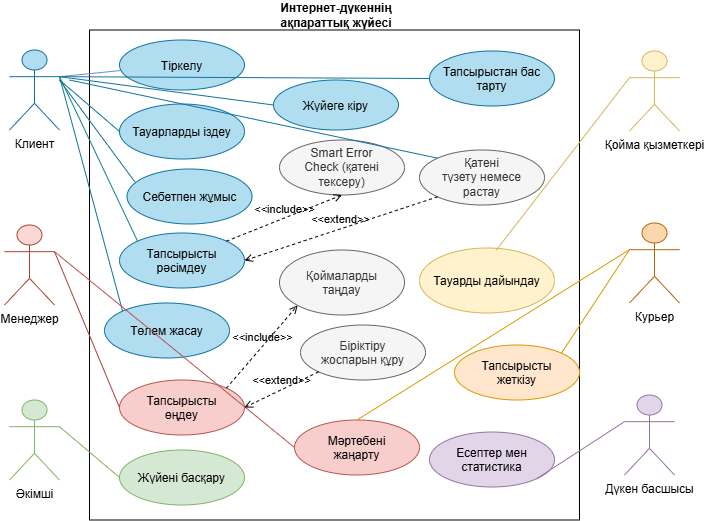 Интернет-дүкеннің
ақпараттық жүйесі
Тіркелу
Тапсырыстан бас
тарту
Жүйеге кіру
Клиент
Тауарларды іздеу
Қойма қызметкері
Smart Error
Check (қатені
тексеру)
Қатені
түзету немесе
растау
Себетпен жұмыс
<<include>>
<<extend>>
Тапсырысты
рәсімдеу
Қоймаларды
таңдау
Тауарды дайындау
Менеджер
Курьер
Төлем жасау
<<include>>
Біріктіру
жоспарын құру
Тапсырысты
жеткізу
<<extend>>
Тапсырысты
өңдеу
Мәртебені
жаңарту
Есептер мен
статистика
Жүйені басқару
Әкімші
Дүкен басшысы